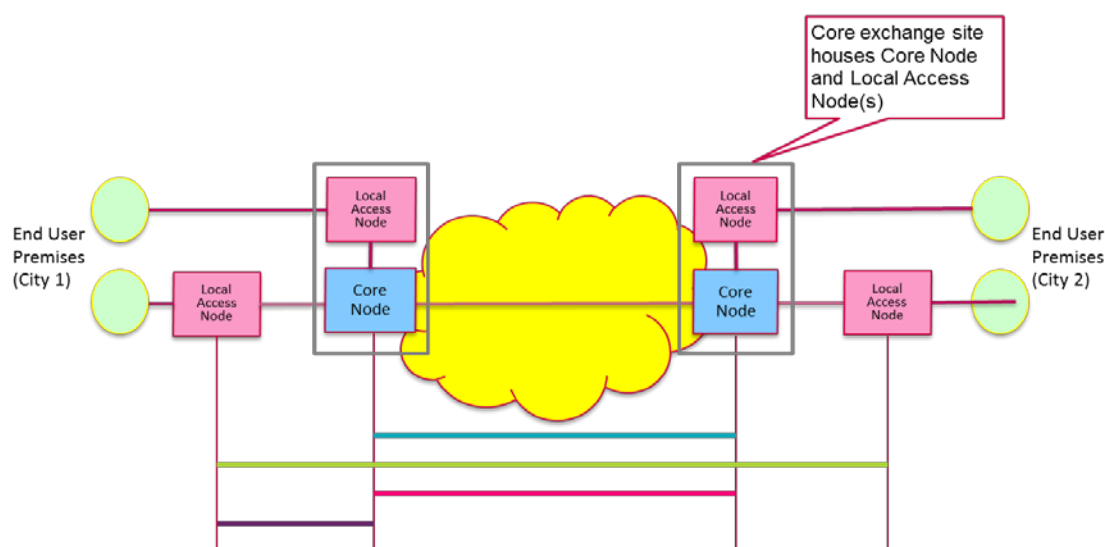 Core exchange site
houses Core Node
and Local Access
Node(s)
Local
Access
Node
Local
Access
Node
End User
Premises
(City 1)
End User
Premises
(City 2)
Local
Access
Node
Core
Node
Core
Node
Local
Access
Node